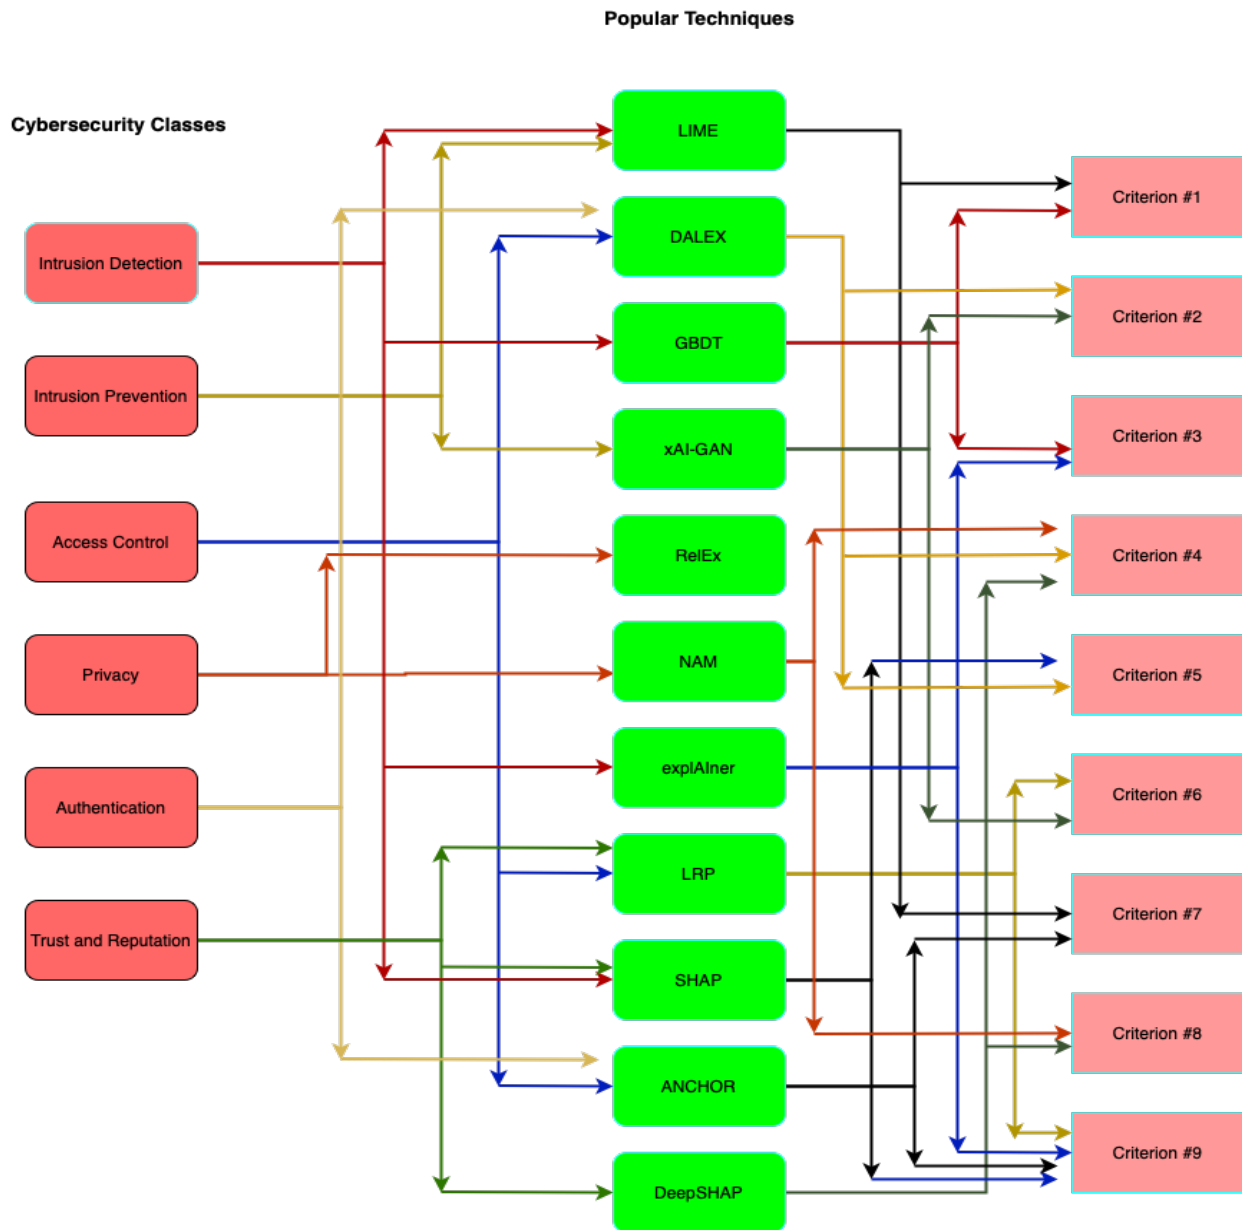 Popular Techniques
Cybersecurity Classes
Intrusion Detection
Intrusion Prevention
Access Control
Privacy
Authentication
Trust and Reputation
LIME
DALEX
GBDT
xAI-GAN
RelEx
NAM
explAIner
LRP
SHAP
ANCHOR
DeepSHAP
Criterion #1
Criterion #2
Criterion #3
Criterion #4
Criterion #5
Criterion #6
Criterion #7
Criterion #8
Criterion #9